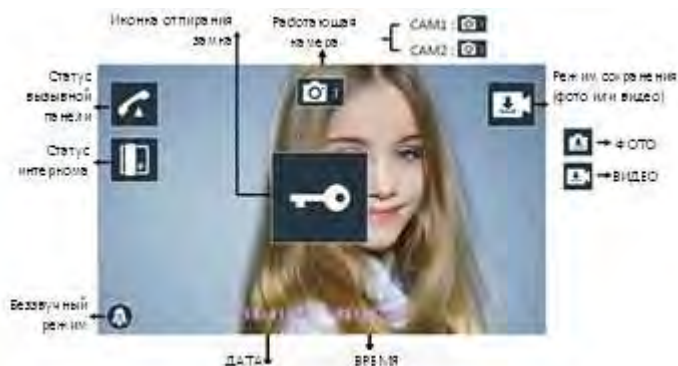 Иконка отпирания
замка
Работающая
камера
CAM1 :
CAM2 :
Статус
вызывной
панели
Статус
интеркома
Беззвучный
режим
Режим сохранения
(фото или видео)
ФОТО
ВИДЕО
ДАТА
ВРЕМЯ